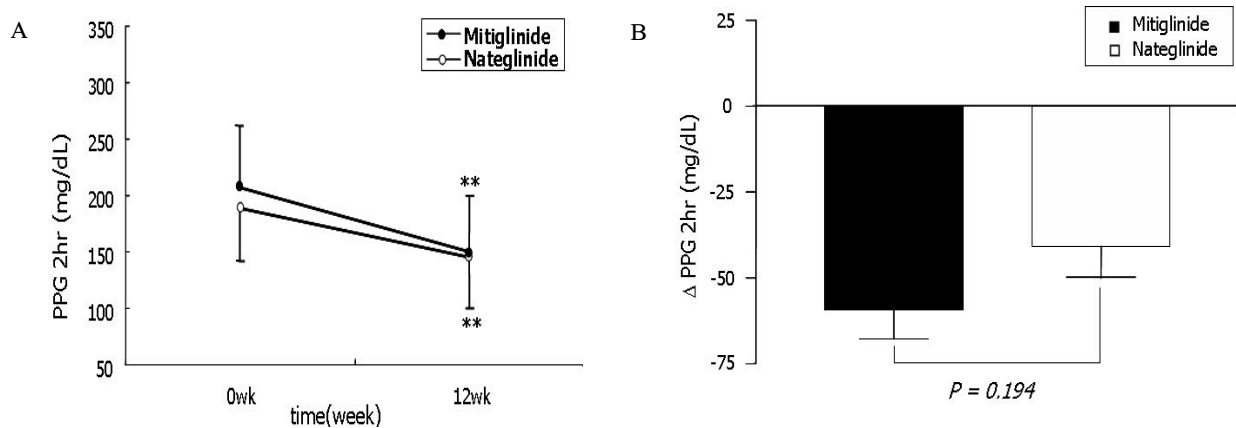 A
350
300
250
200
150
100
50
PPG 2hr (mg/dL)
Mitiglinide
Nateglinide
**
**
0wk
12wk
time(week)
B
25
0
-25
-50
-75
Δ PPG 2hr (mg/dL)
Mitiglinide
Nateglinide
P = 0.194